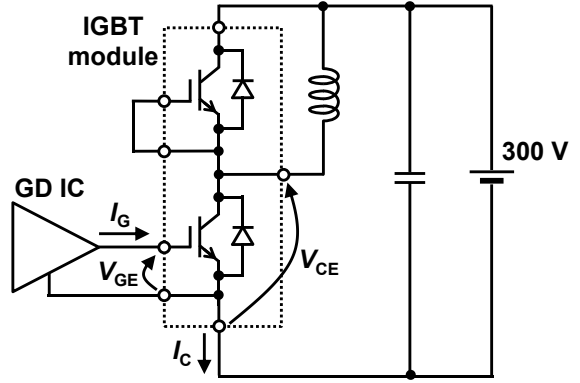 IGBT
module
300 V
GD IC
IG
VGE
VCE
IC